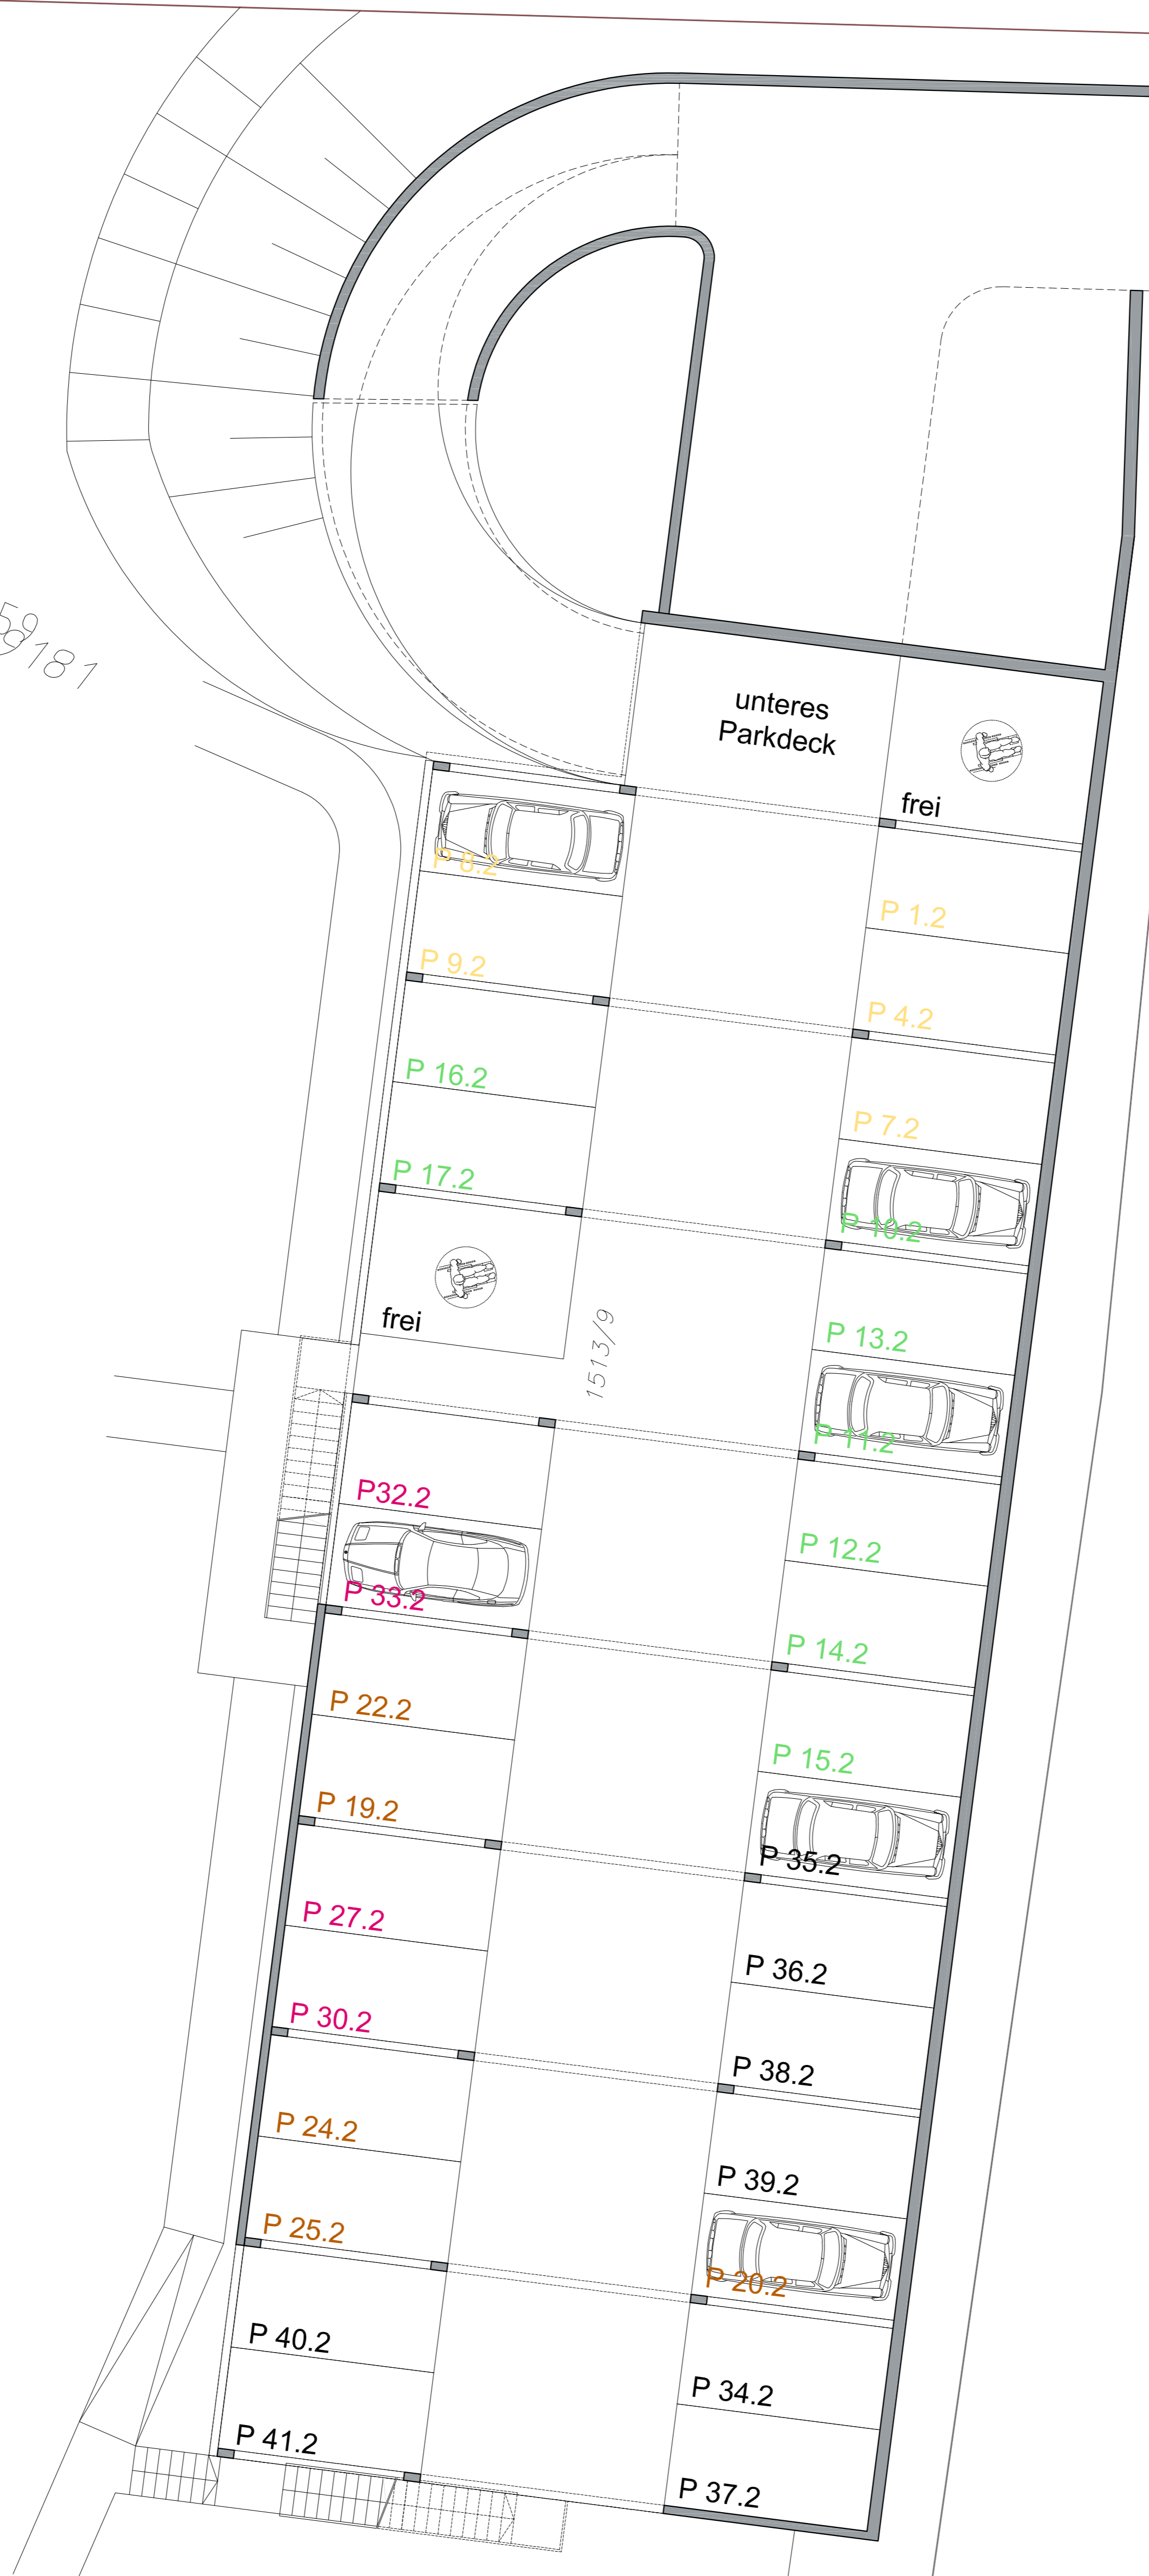 59
9181
unteres
Parkdeck
frei
P 8.2
P 1.2
P 9.2
P 4.2
P 16.2
P 7.2
P 17.2
P 10.2
frei
1513/9
P 13.2
P 11.2
P32.2
P 12.2
P 33.2
P 14.2
P 22.2
P 15.2
P 19.2
P 35.2
P 27.2
P 36.2
P 30.2
P 38.2
P 24.2
P 39.2
P 25.2
P 20.2
P 40.2
P 34.2
P 41.2
P 37.2